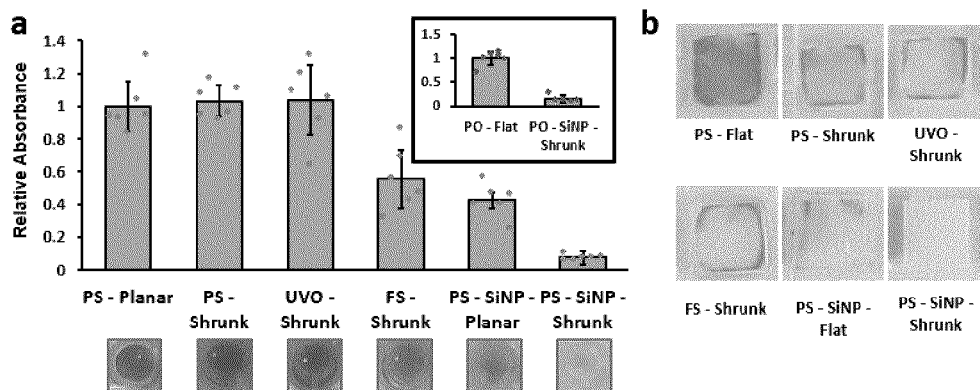 a
Relative Absorbance
1.4
1.2
1
0.8
0.6
0.4
0.2
0
PS - Planar
PS -
Shrunk
UVO -
Shrunk
FS -
Shrunk
PS - SiNP -
Planar
PS - SiNP -
Shrunk
1.5
1
0.5
0
PO - Flat
PO - SiNP -
Shrunk
b
PS - Flat
PS - Shrunk
UVO -
Shrunk
FS - Shrunk
PS - SiNP -
Flat
PS - SiNP -
Shrunk